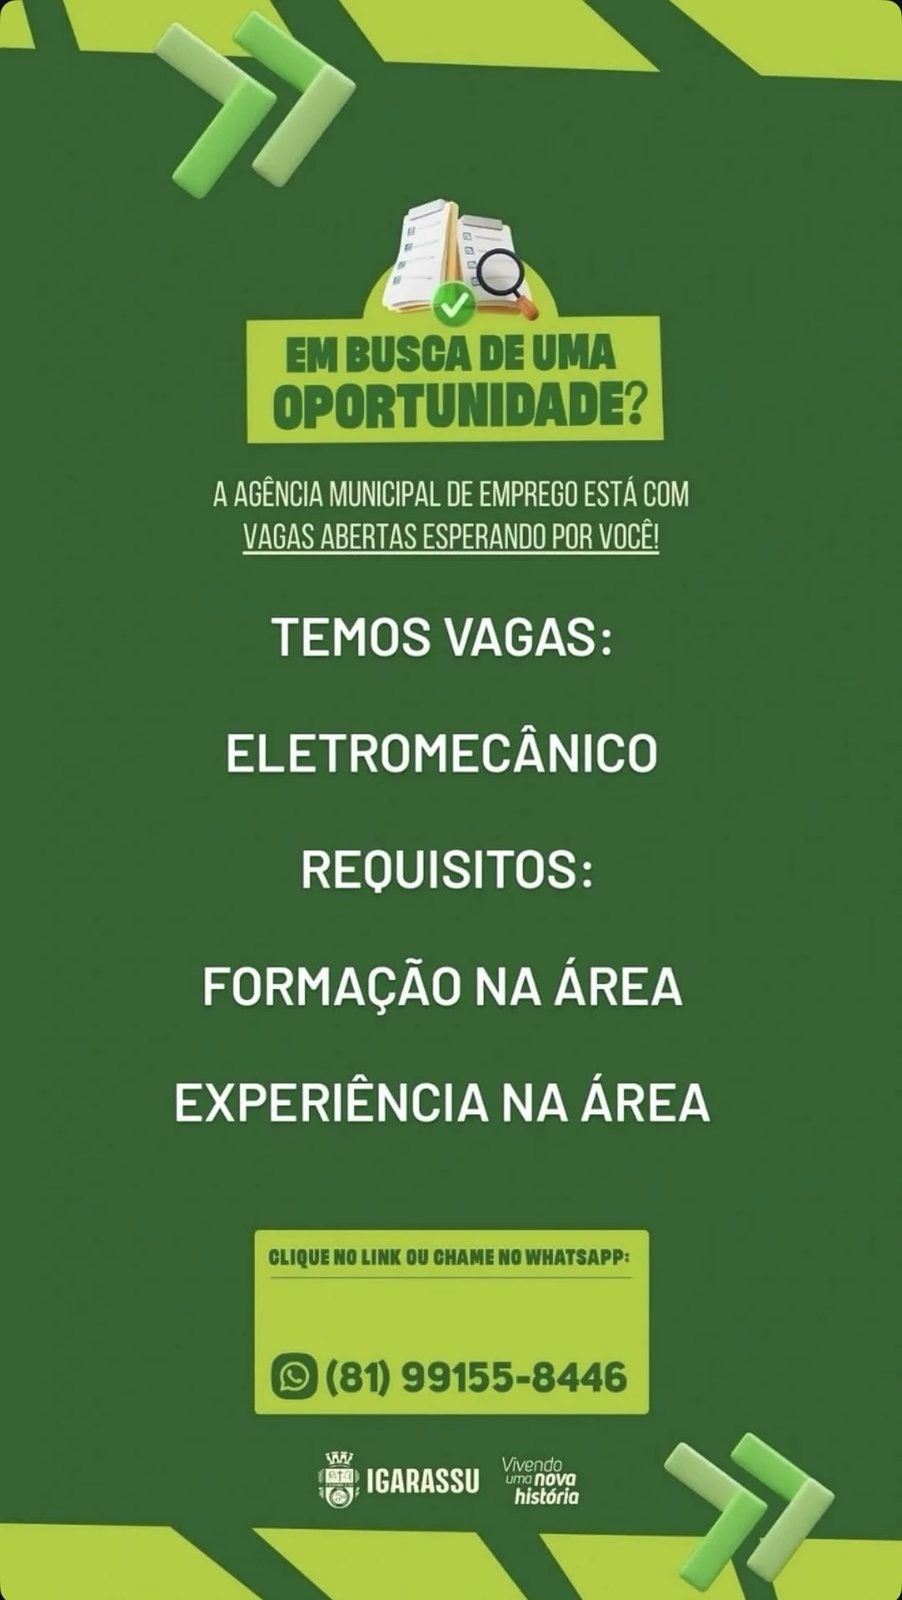 EM BUSCA DE UMA
OPORTUNIDADE?
A AGÊNCIA MUNICIPAL DE EMPREGO ESTÁ COM
VAGAS ABERTAS ESPERANDO POR VOCÊ!
TEMOS VAGAS:
ELETROMECÂNICO
REQUISITOS:
FORMAÇÃO NA ÁREA
EXPERIÊNCIA NA ÁREA
CLIQUE NO LINK OU CHAME NO WHATSAPP:
(81) 99155-8446
IGARASSU
Vivendo
uma nova
história